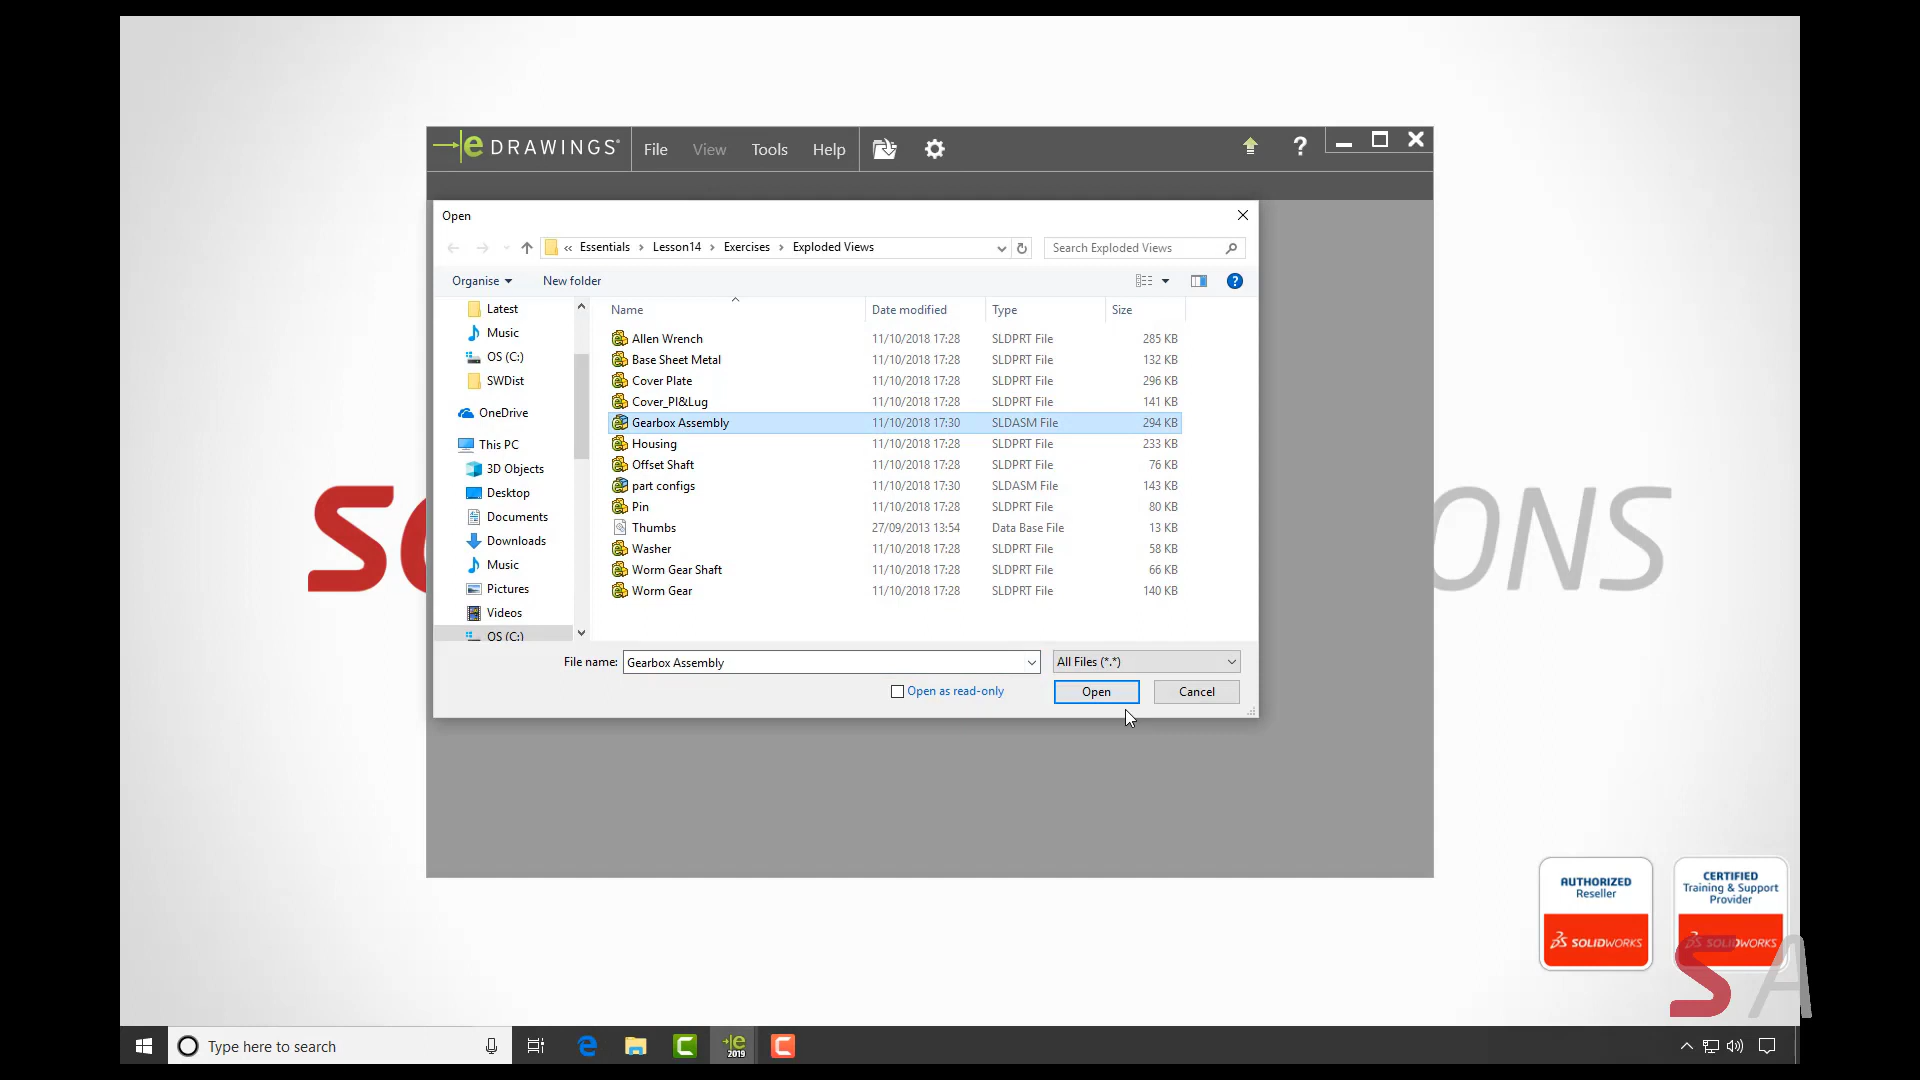 e DRAWINGS®
File View Tools Help
?
Open
« Essentials > Lesson14 > Exercises > Exploded Views
Search Exploded Views
Organise New folder
Name Date modified Type Size
Allen Wrench 11/10/2018 17:28 SLDPRT File 285 KB
Base Sheet Metal 11/10/2018 17:28 SLDPRT File 132 KB
Cover Plate 11/10/2018 17:28 SLDPRT File 296 KB
Cover_Pl&Lug 11/10/2018 17:28 SLDPRT File 141 KB
Gearbox Assembly 11/10/2018 17:30 SLDASM File 294 KB
Housing 11/10/2018 17:28 SLDPRT File 233 KB
Offset Shaft 11/10/2018 17:28 SLDPRT File 76 KB
part configs 11/10/2018 17:30 SLDASM File 143 KB
Pin 11/10/2018 17:28 SLDPRT File 80 KB
Thumbs 27/09/2013 13:54 Data Base File 13 KB
Washer 11/10/2018 17:28 SLDPRT File 58 KB
Worm Gear Shaft 11/10/2018 17:28 SLDPRT File 66 KB
Worm Gear 11/10/2018 17:28 SLDPRT File 140 KB
Latest
Music
OS (C:)
SWDist
OneDrive
This PC
3D Objects
Desktop
Documents
Downloads
Music
Pictures
Videos
OS (C:)
File name: Gearbox Assembly
All Files (*.*)
Open as read-only
Open
Cancel
S
ONS
AUTHORIZED
Reseller
SOLIDWORKS
CERTIFIED
Training & Support
Provider
SOLIDWORKS
SA
Type here to search
e
2019